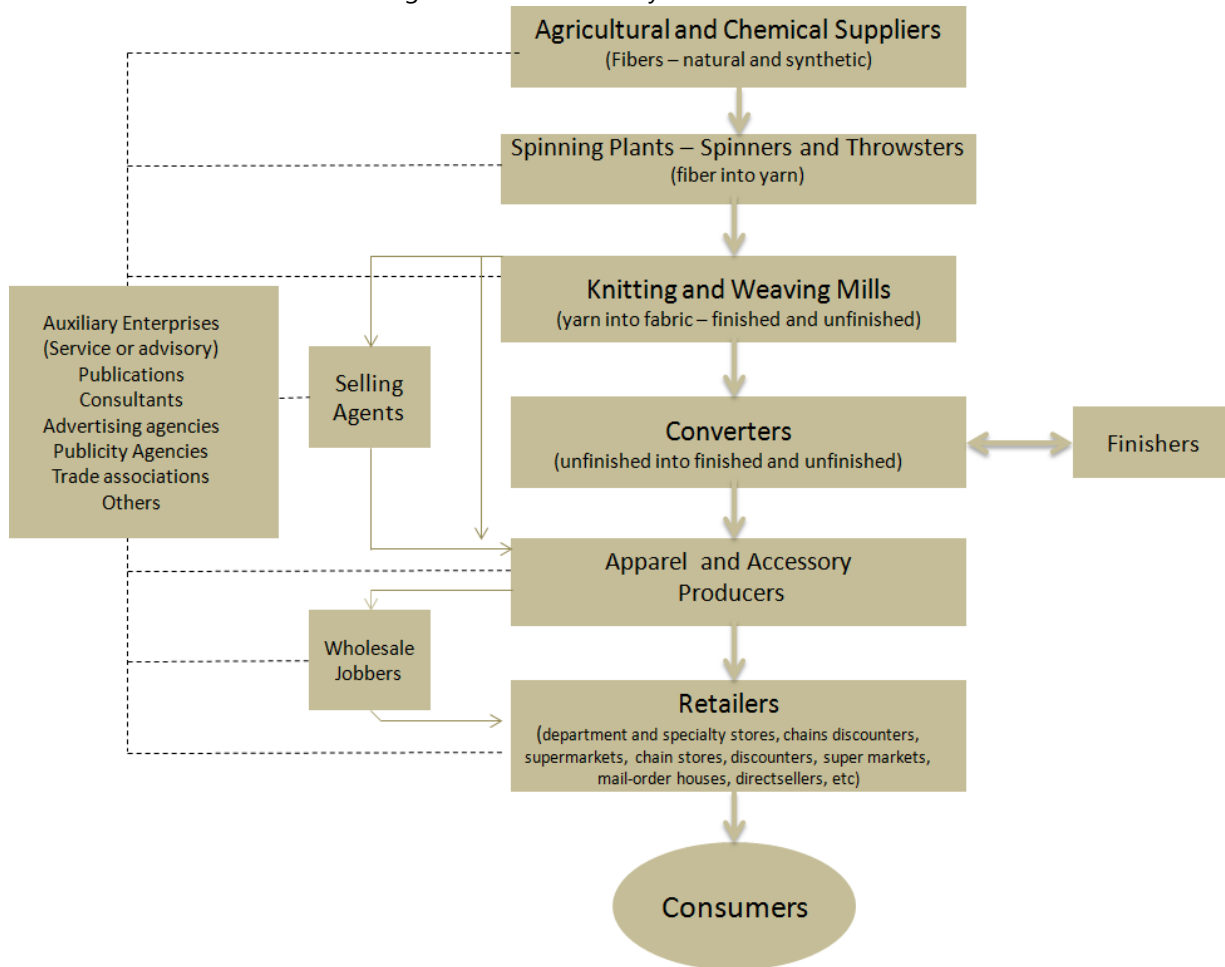 Agricultural and Chemical Suppliers
(Fibers – natural and synthetic)
Spinning Plants – Spinners and Throwsters
(fiber into yarn)
Knitting and Weaving Mills
(yarn into fabric – finished and unfinished)
Auxiliary Enterprises
(Service or advisory)
Publications
Consultants
Advertising agencies
Publicity Agencies
Trade associations
Others
Selling
Agents
Converters
(unfinished into finished and unfinished)
Finishers
Apparel and Accessory
Producers
Wholesale
Jobbers
Retailers
(department and specialty stores, chains discounters,
supermarkets, chain stores, discounters, super markets,
mail-order houses, directsellers, etc)
Consumers